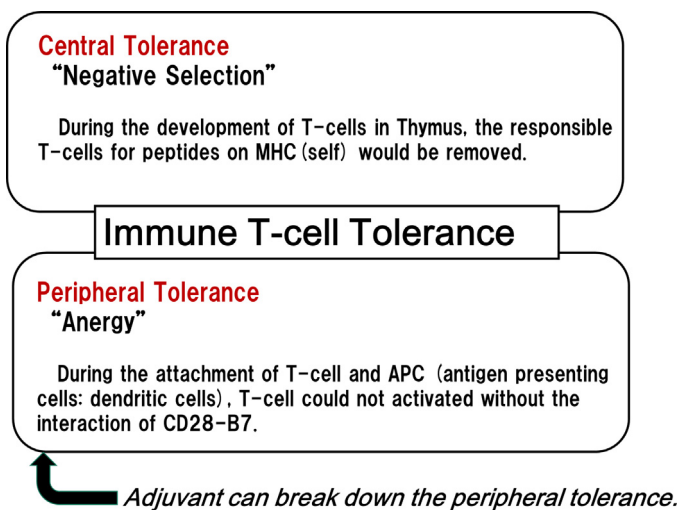 Central Tolerance
“Negative Selection”
During the development of T-cells in Thymus, the responsible
T-cells for peptides on MHC (self) would be removed.
Immune T-cell Tolerance
Peripheral Tolerance
“Anergy”
During the attachment of T-cell and APC (antigen presenting
cells: dendritic cells), T-cell could not activated without the
interaction of CD28-B7.
Adjuvant can break down the peripheral tolerance.